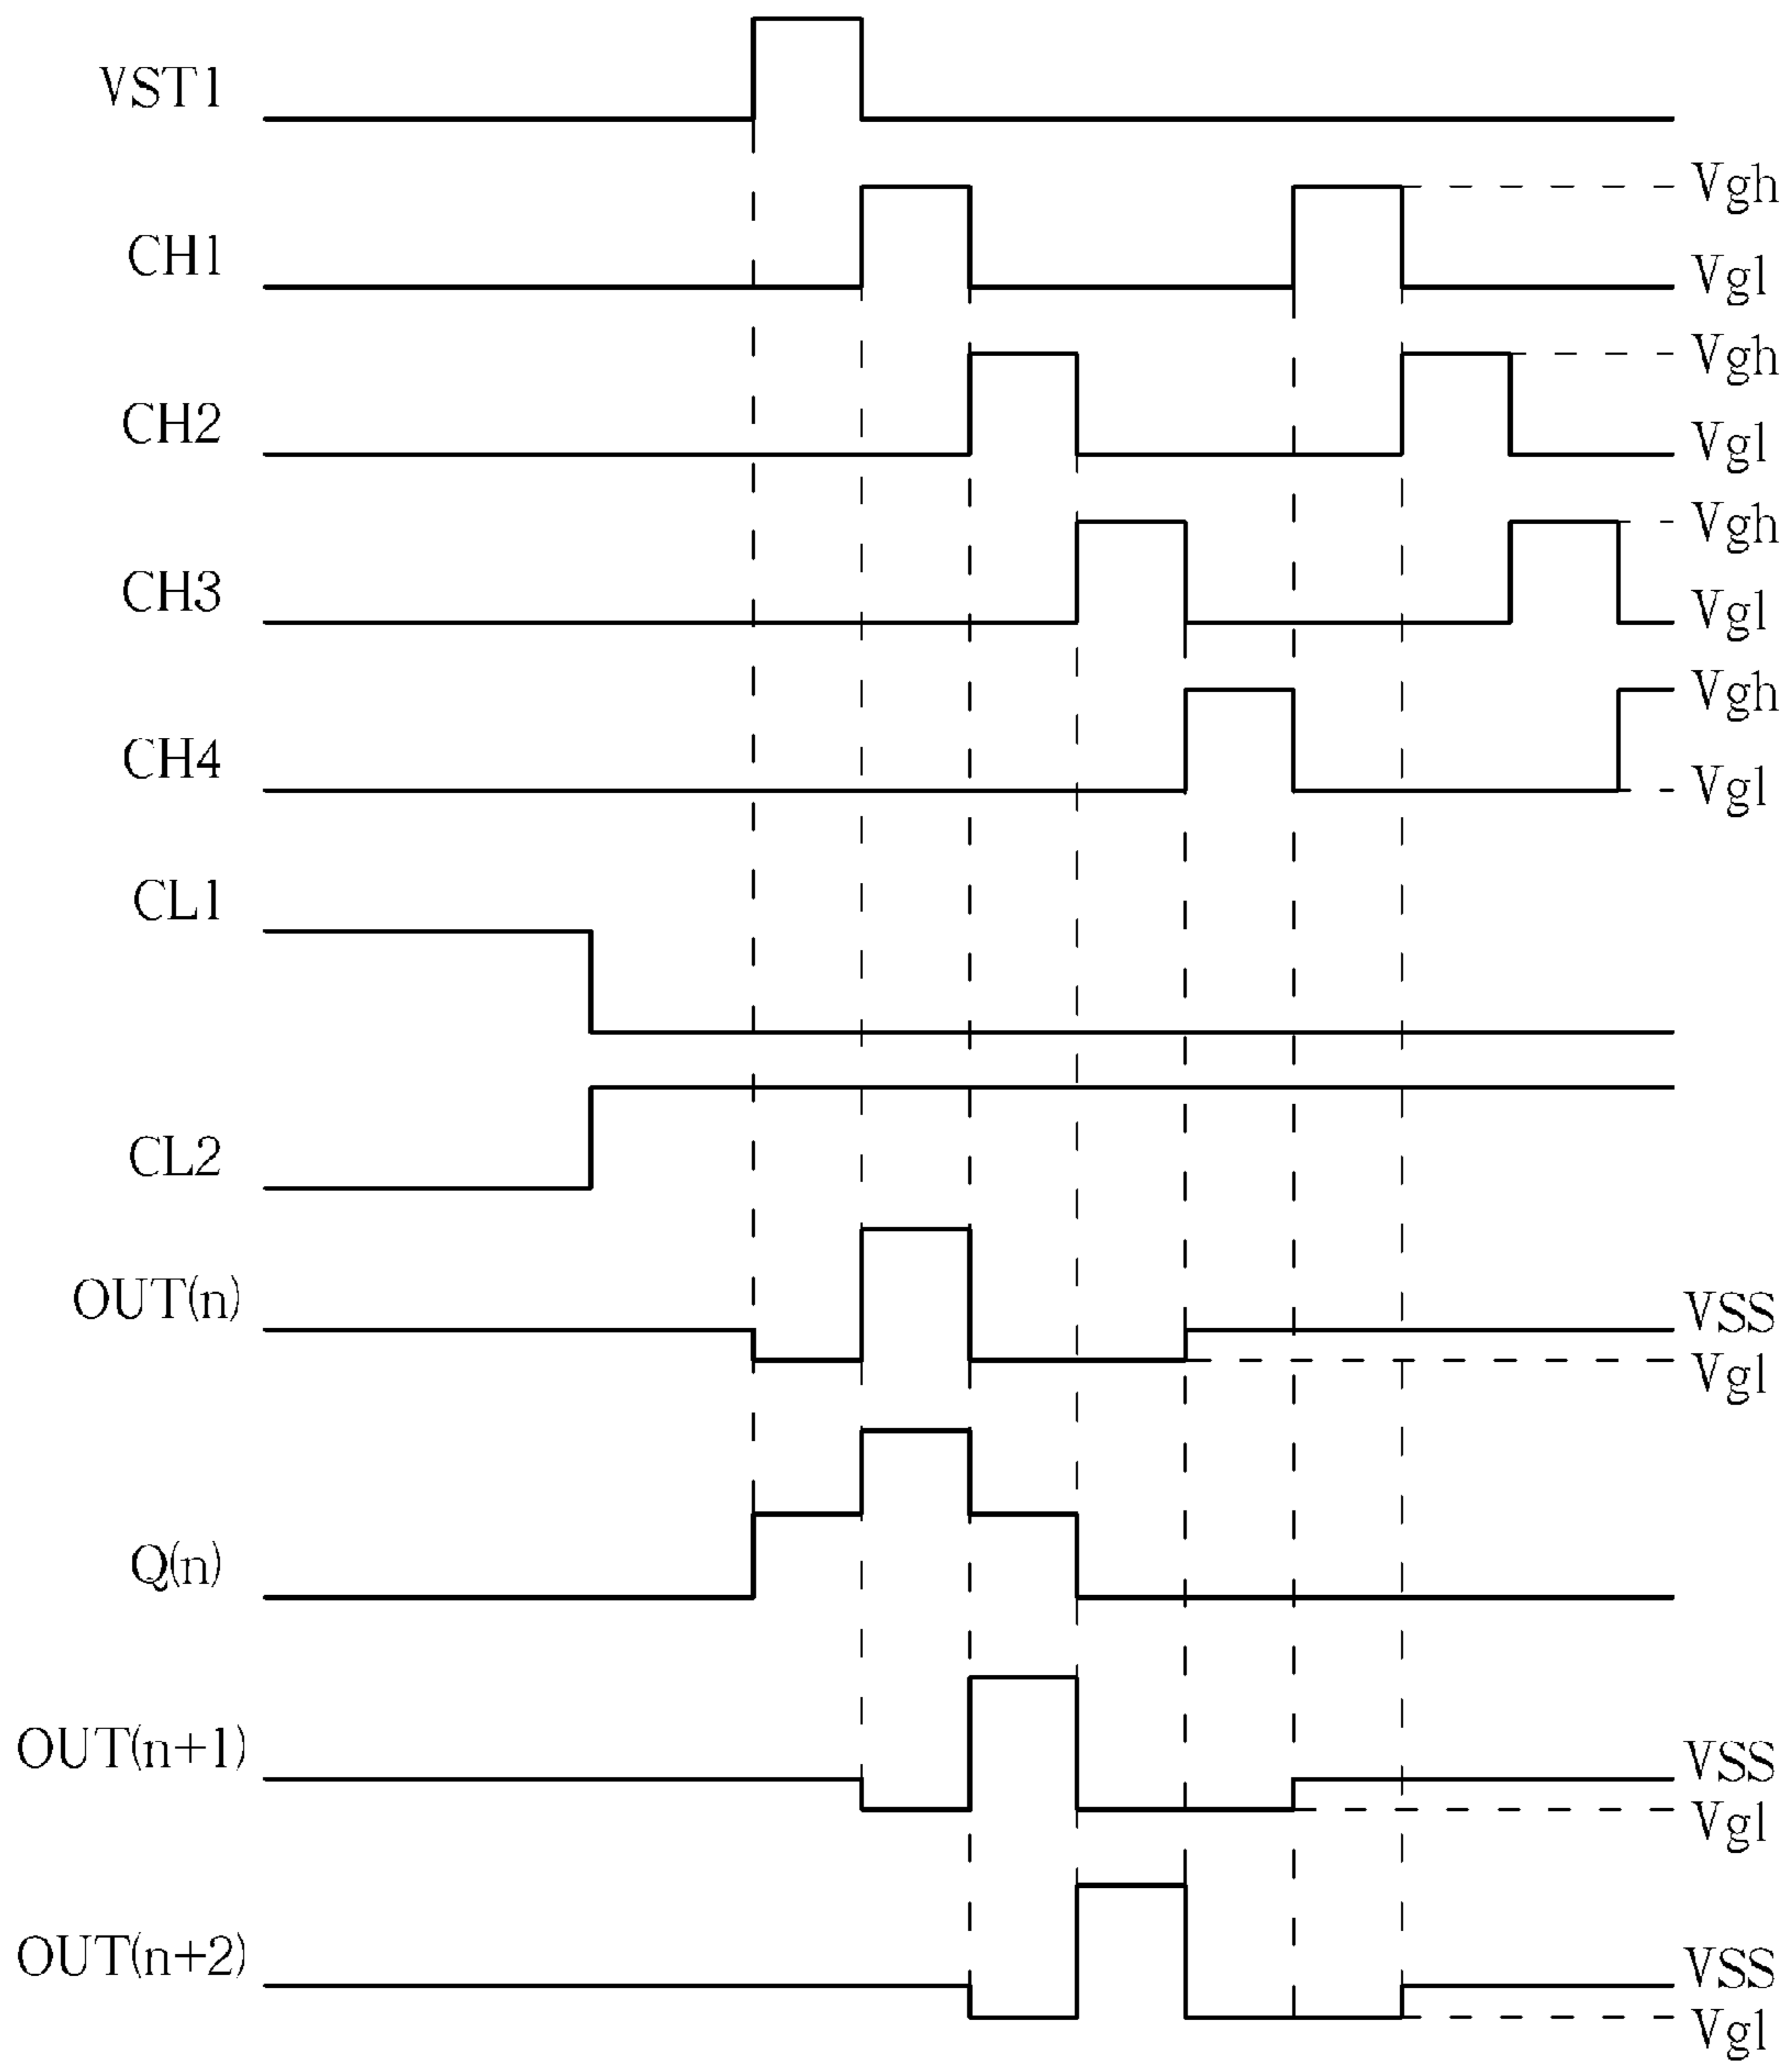 VST1
Vgh
CH1
Vgl
Vgh
CH2
Vgl
Vgh
CH3
Vgl
Vgh
CH4
Vgl
CL1
CL2
OUT(n)
VSS
Vgl
Q(n)
OUT(n+1)
VSS
Vgl
OUT(n+2)
VSS
Vgl